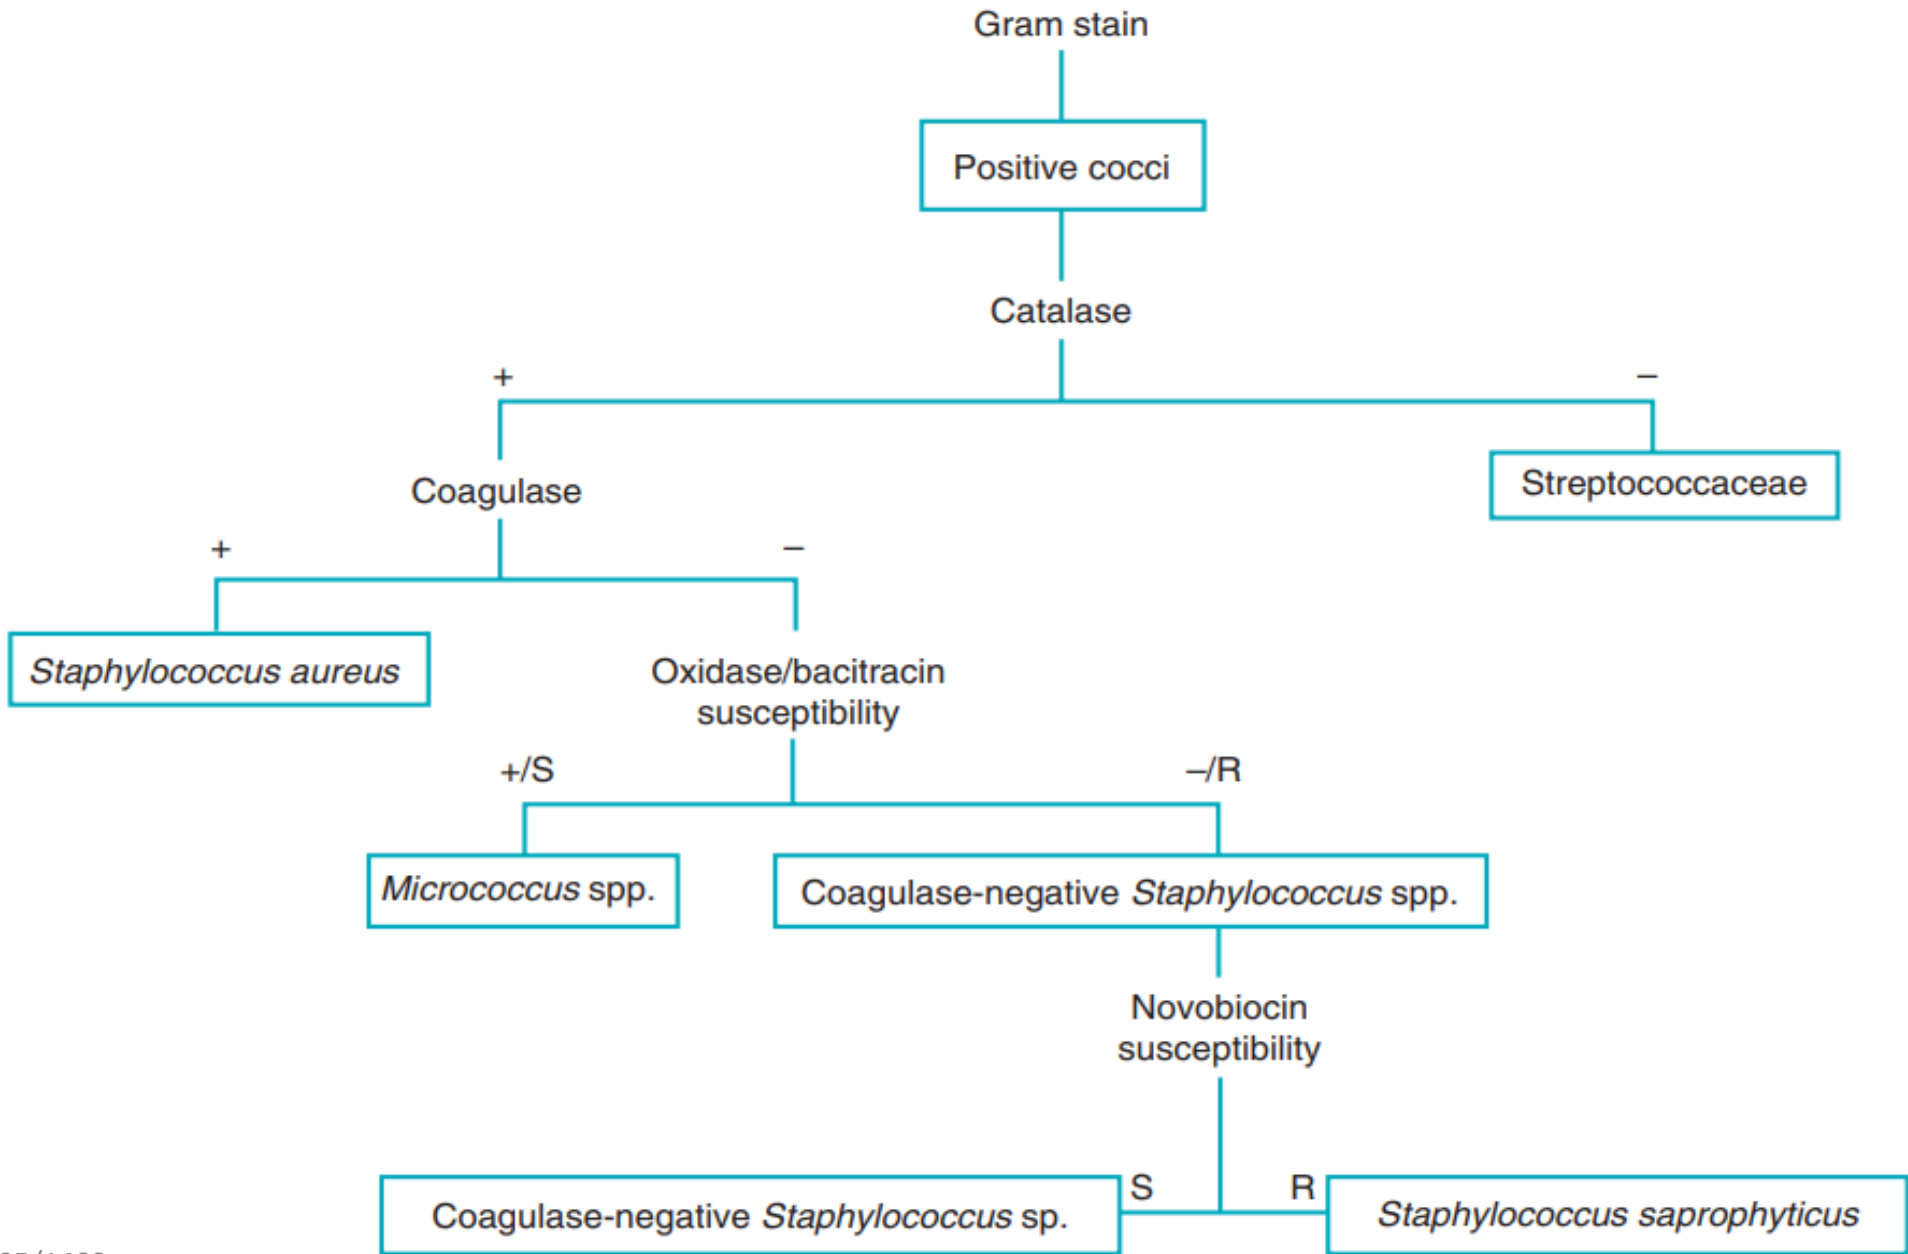 Gram stain
Positive cocci
Catalase
+
–
Coagulase
Streptococcaceae
+
–
Staphylococcus aureus
Oxidase/bacitracin
susceptibility
+/S
–/R
Micrococcus spp.
Coagulase-negative Staphylococcus spp.
Novobiocin
susceptibility
S
R
Coagulase-negative Staphylococcus sp.
Staphylococcus saprophyticus